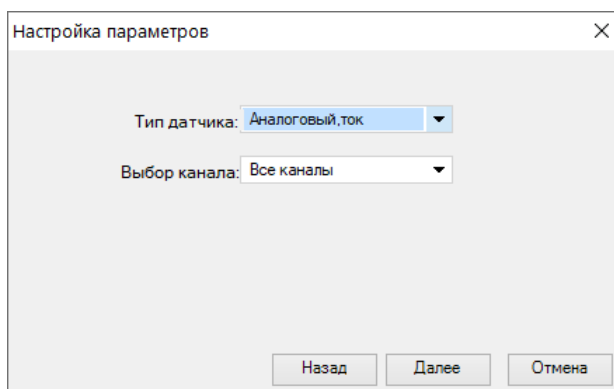 Настройка параметров
Тип датчика: Аналоговый,ток
Выбор канала: Все каналы
Назад Далее Отмена